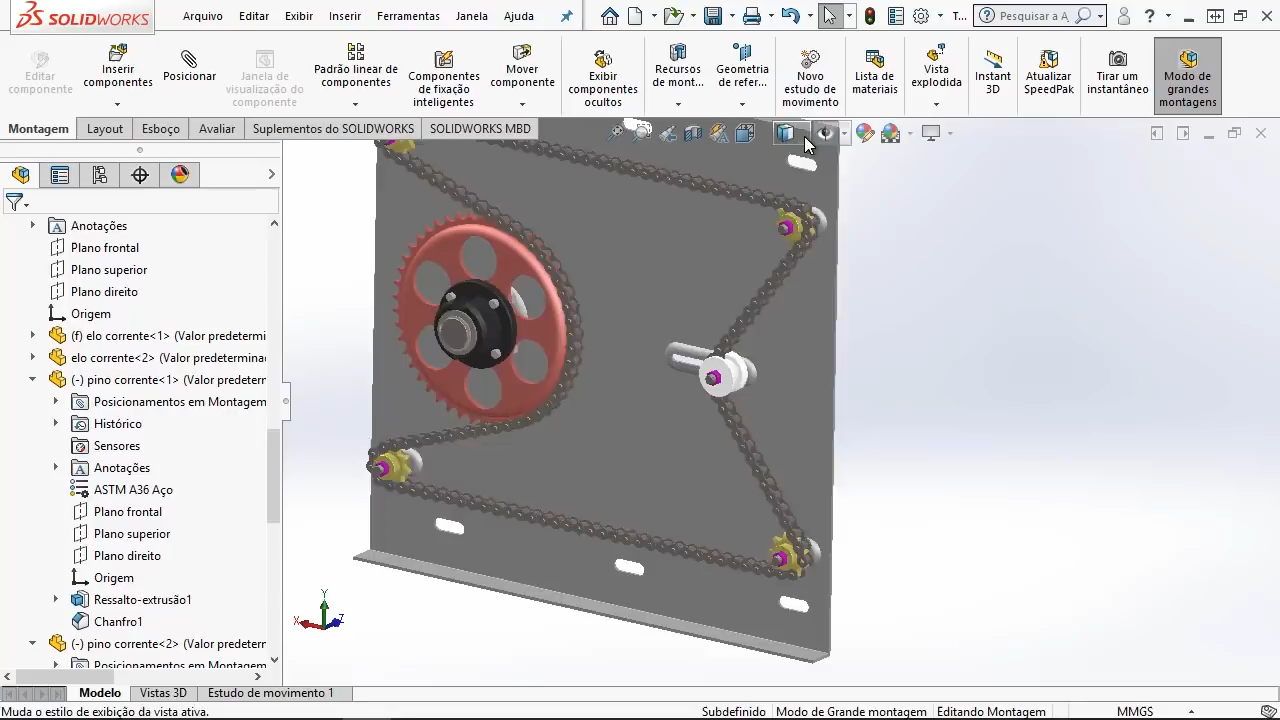 SOLIDWORKS
Arquivo
Editar
Exibir
Inserir
Ferramentas
Janela
Ajuda
T...
Pesquisar a A
Editar
componente
Inserir
componentes
Posicionar
Janela de
visualização do
componente
Padrão linear de
componentes
Componentes
de fixação
inteligentes
Mover
componente
Exibir
componentes
ocultos
Recursos
de mont...
Geometria
de refer...
Novo
estudo de
movimento
Lista de
materiais
Vista
explodida
Instant
3D
Atualizar
SpeedPak
Tirar um
instantâneo
Modo de
grandes
montagens
Montagem
Layout
Esboço
Avaliar
Suplementos do SOLIDWORKS
SOLIDWORKS MBD
Anotações
Plano frontal
Plano superior
Plano direito
Origem
(f) elo corrente<1> (Valor predetermi
elo corrente<2> (Valor predetermina
(-) pino corrente<1> (Valor predeterr
Posicionamentos em Montagem
Histórico
Sensores
Anotações
ASTM A36 Aço
Plano frontal
Plano superior
Plano direito
Origem
Ressalto-extrusão1
Chanfro1
(-) pino corrente<2> (Valor predeterr
Posicionamentos em Montagem
Y
X
Z
Modelo
Vistas 3D
Estudo de movimento 1
Muda o estilo de exibição da vista ativa.
Subdefinido
Modo de Grande montagem
Editando Montagem
MMGS